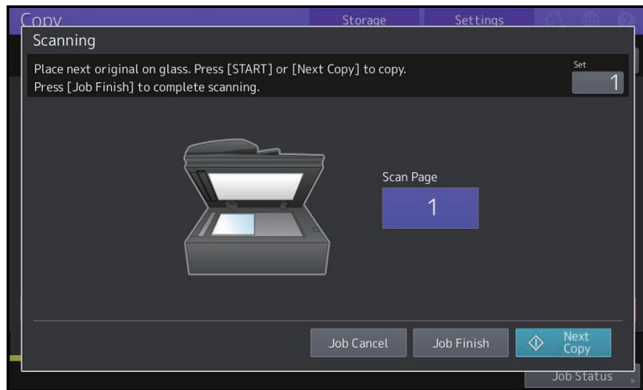 Copy
Storage
Settings
Scanning
Place next original on glass. Press [START] or [Next Copy] to copy.
Press [Job Finish] to complete scanning.
Set
1
Scan Page
1
Job Cancel
Job Finish
Next
Copy
Job Status